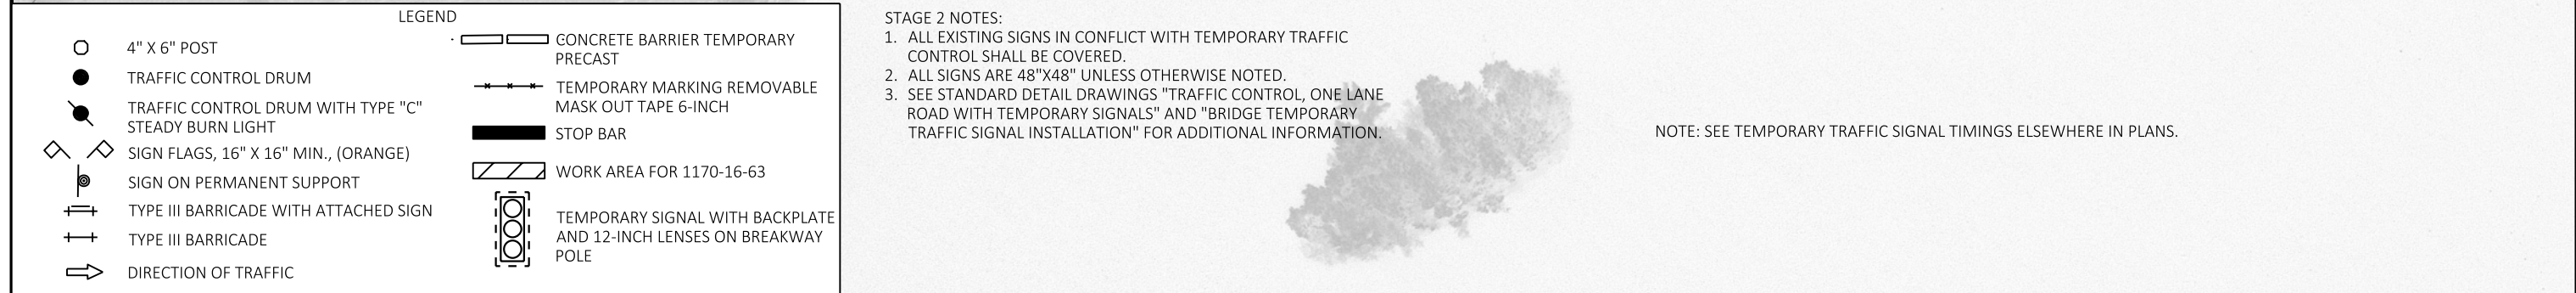 LEGEND
4" X 6" POST
TRAFFIC CONTROL DRUM
TRAFFIC CONTROL DRUM WITH TYPE "C"
STEADY BURN LIGHT
SIGN FLAGS, 16" X 16" MIN., (ORANGE)
SIGN ON PERMANENT SUPPORT
TYPE III BARRICADE WITH ATTACHED SIGN
TYPE III BARRICADE
DIRECTION OF TRAFFIC
CONCRETE BARRIER TEMPORARY
PRECAST
TEMPORARY MARKING REMOVABLE
MASK OUT TAPE 6-INCH
STOP BAR
WORK AREA FOR 1170-16-63
TEMPORARY SIGNAL WITH BACKPLATE
AND 12-INCH LENSES ON BREAKWAY
POLE
STAGE 2 NOTES:
1. ALL EXISTING SIGNS IN CONFLICT WITH TEMPORARY TRAFFIC
CONTROL SHALL BE COVERED.
2. ALL SIGNS ARE 48"X48" UNLESS OTHERWISE NOTED.
3. SEE STANDARD DETAIL DRAWINGS "TRAFFIC CONTROL, ONE LANE
ROAD WITH TEMPORARY SIGNALS" AND "BRIDGE TEMPORARY
TRAFFIC SIGNAL INSTALLATION" FOR ADDITIONAL INFORMATION.
NOTE: SEE TEMPORARY TRAFFIC SIGNAL TIMINGS ELSEWHERE IN PLANS.